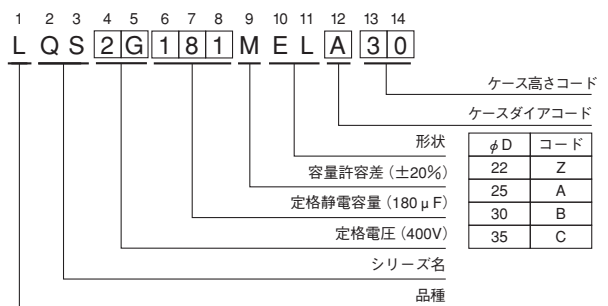 1 2 3 4 5 6 7 8 9 10 11 12 13 14
L Q S 2 G 1 8 1 M E L A 3 0
ケース高さコード
ケースダイアコード
形状
容量許容差 (±20%)
定格静電容量 (180μF)
定格電圧 (400V)
シリーズ名
品種
φD コード
22 Z
25 A
30 B
35 C